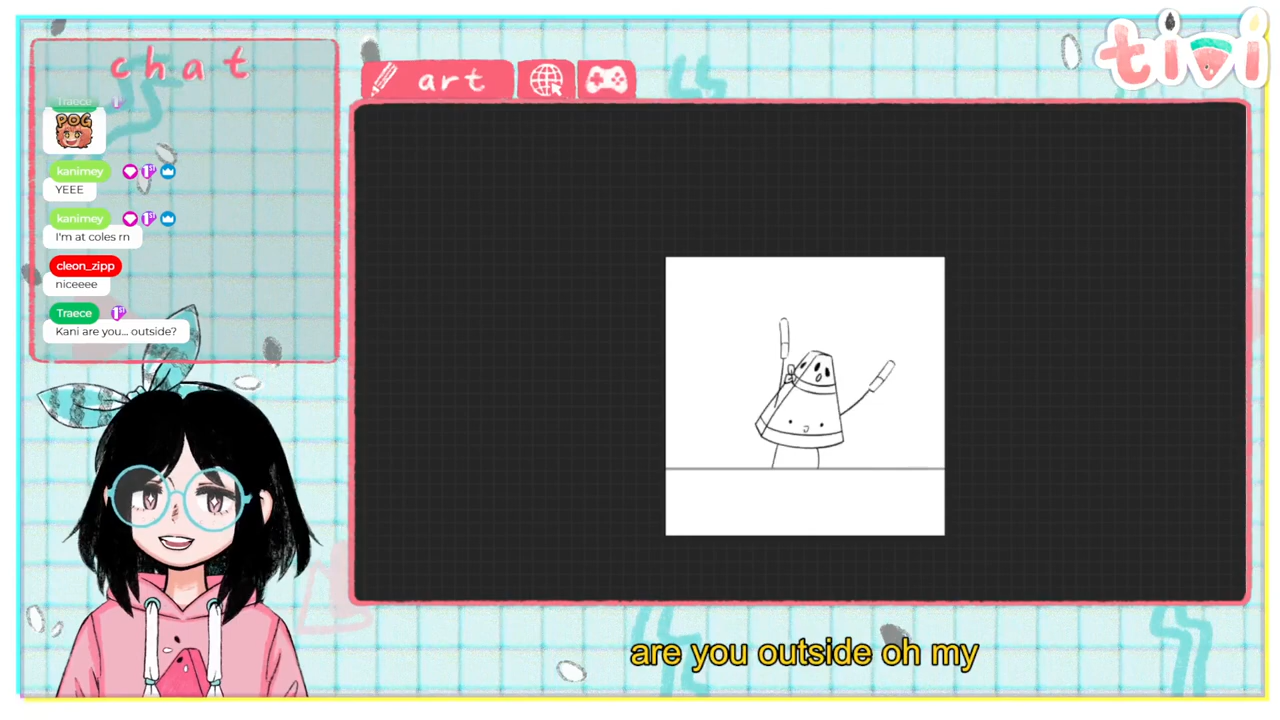 chat
tivi
art
Traece
POG
kanimey
YEEE
kanimey
I'm at coles rn
cleon_zipp
niceeee
Traece
Kani are you... outside?
are you outside oh my